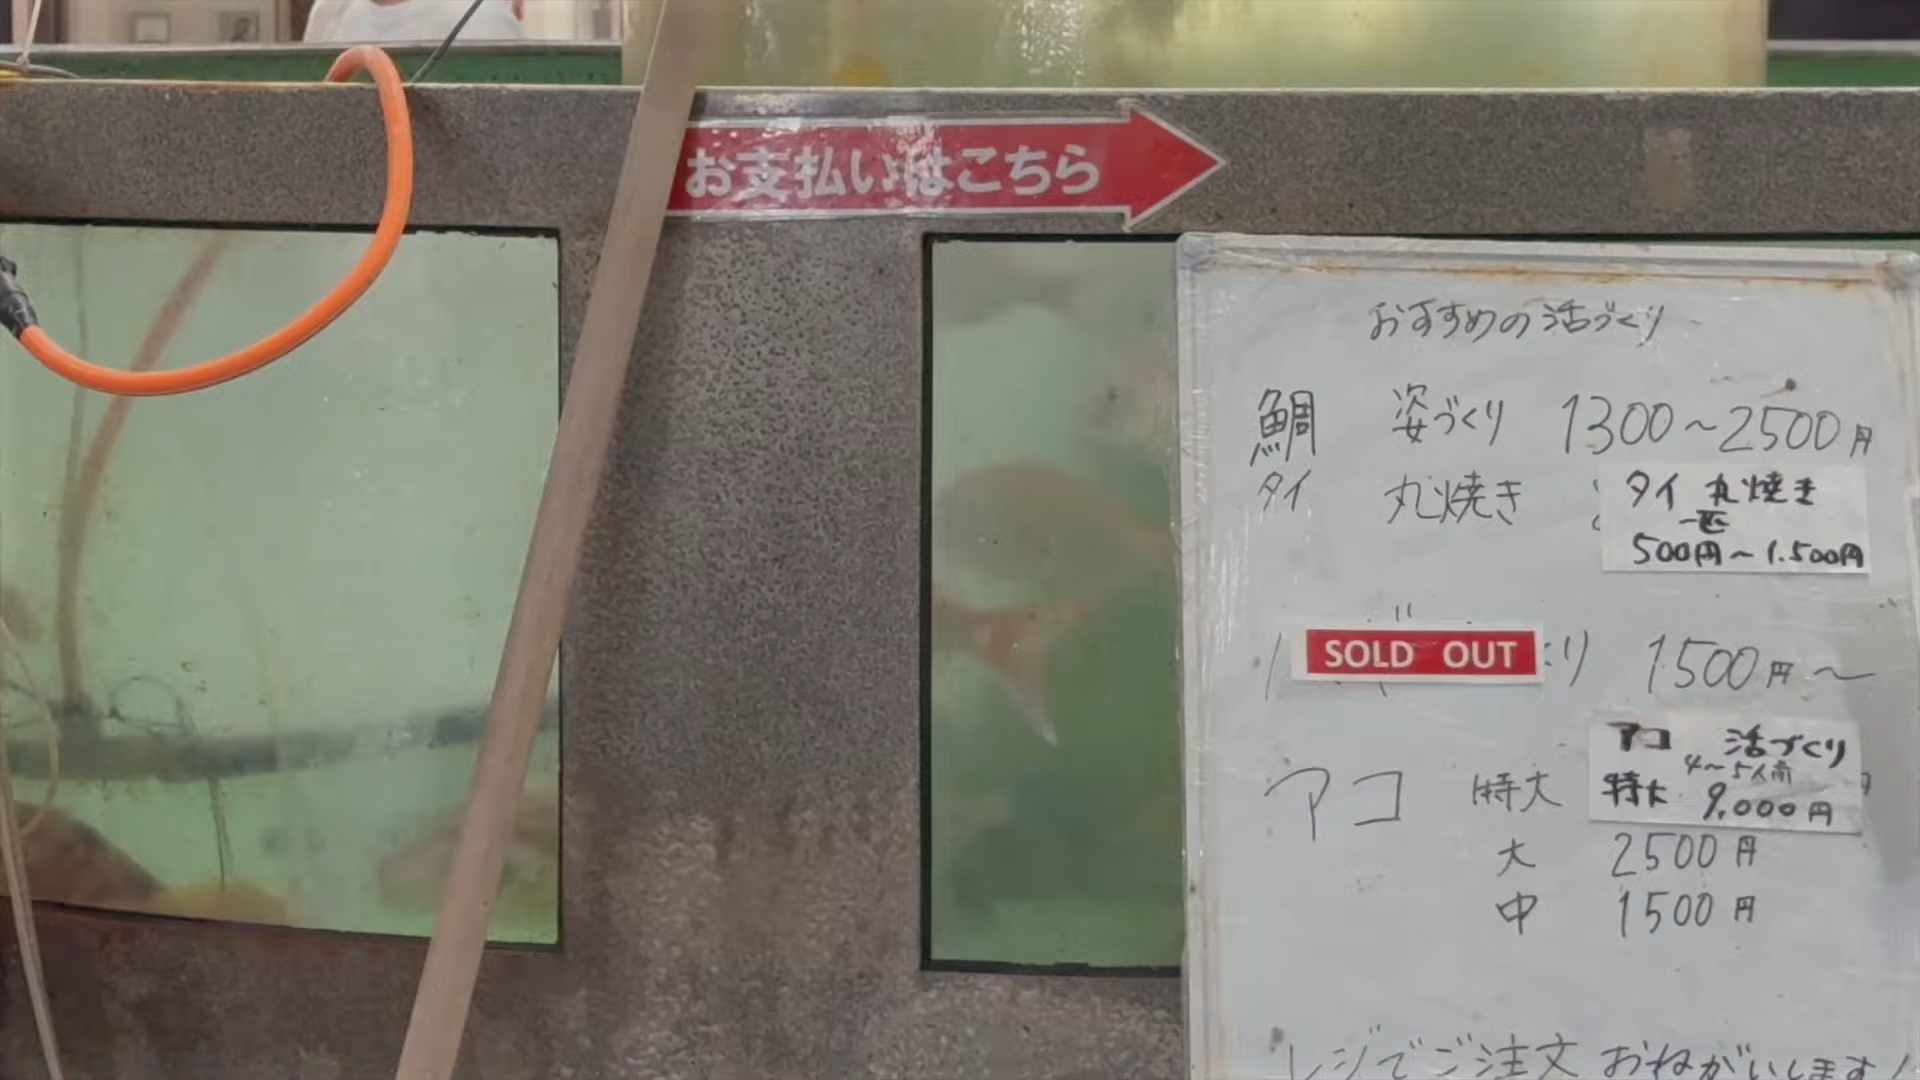 お支払いはこちら
おすすめの活づくり
鯛 姿づくり 1300～2500円
タイ 丸焼き
タイ 丸焼き
一匹
500円～1.500円
SOLD OUT り 1500円～
アコ 特大
アコ 活づくり
4～5人前
特大 9.000円
大 2500円
中 1500円
レジでご注文 おねがいします!